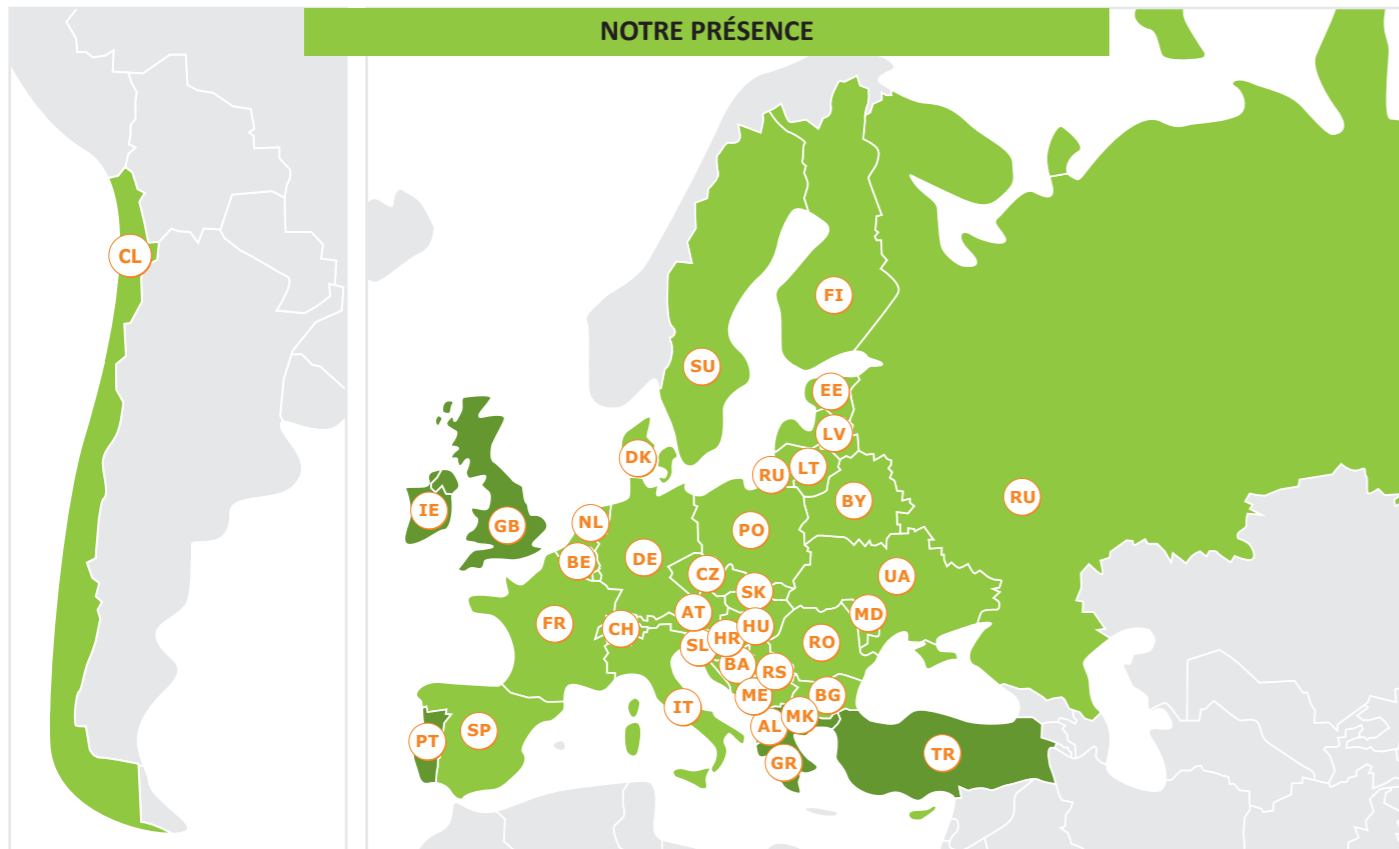 NOTRE PRÉSENCE
CL
FI
SU
EE
LV
DK
RU
LT
BY
RU
IE
GB
NL
PO
BE
DE
CZ
SK
UA
AT
MD
FR
CH
HR
HU
SL
RO
BA
RS
ME
BG
IT
MK
AL
PT
SP
GR
TR